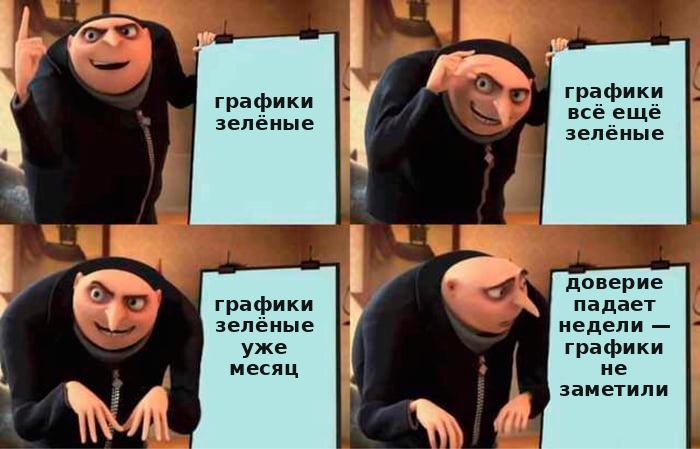 графики
зелёные
графики
всё ещё
зелёные
графики
зелёные
уже
месяц
доверие
падает
недели —
графики
не
заметили